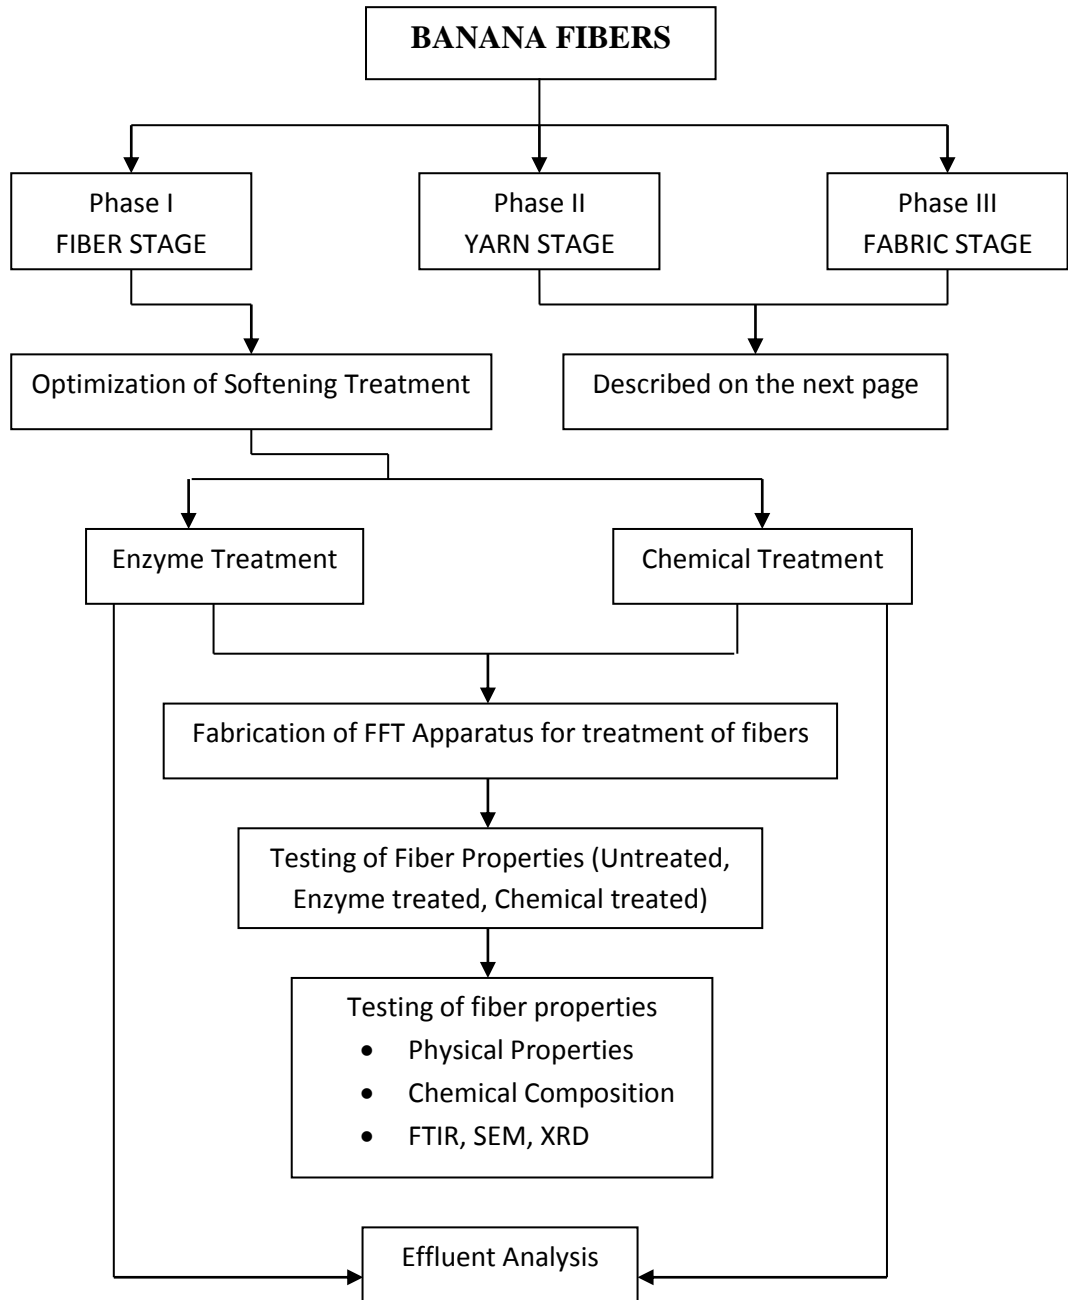 BANANA FIBERS
Phase I
FIBER STAGE
Phase II
YARN STAGE
Phase III
FABRIC STAGE
Optimization of Softening Treatment
Described on the next page
Enzyme Treatment
Chemical Treatment
Fabrication of FFT Apparatus for treatment of fibers
Testing of Fiber Properties (Untreated,
Enzyme treated, Chemical treated)
Testing of fiber properties
• Physical Properties
• Chemical Composition
• FTIR, SEM, XRD
Effluent Analysis